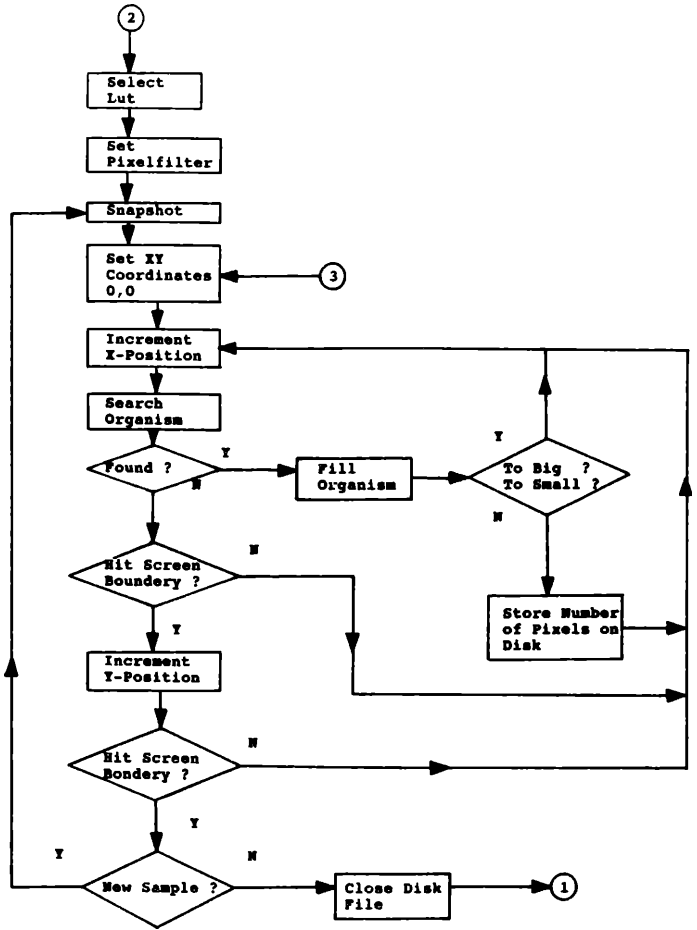 2
Select
Lut
Set
Pixelfilter
Snapshot
Set XY
Coordinates
0,0
3
Increment
X-Position
Search
Organism
Found ?
Y
N
Fill
Organism
Y
To Big ?
To Small ?
N
Store Number
of Pixels on
Disk
Hit Screen
Boundery ?
N
Y
Increment
Y-Position
Hit Screen
Bondery ?
N
Y
Y
New Sample ?
N
Close Disk
File
1